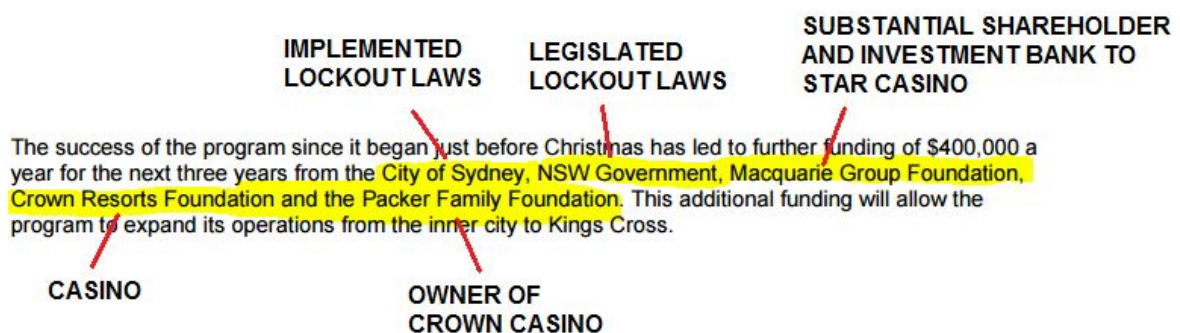 IMPLEMENTED
LOCKOUT LAWS
LEGISLATED
LOCKOUT LAWS
SUBSTANTIAL SHAREHOLDER
AND INVESTMENT BANK TO
STAR CASINO
The success of the program since it began just before Christmas has led to further funding of $400,000 a
year for the next three years from the City of Sydney, NSW Government, Macquarie Group Foundation,
Crown Resorts Foundation and the Packer Family Foundation. This additional funding will allow the
program to expand its operations from the inner city to Kings Cross.
CASINO
OWNER OF
CROWN CASINO